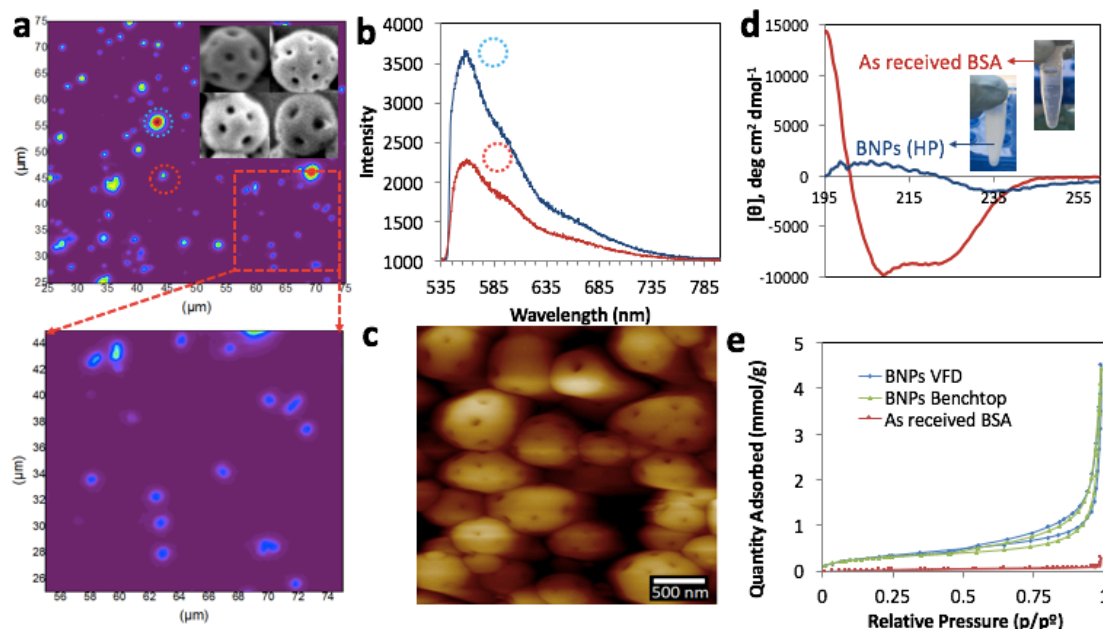 a
75
70
65
60
55
50
45
40
35
30
25
25 30 35 40 45 50 55 60 65 70 75
(µm)
(µm)
44
42
40
38
36
34
32
30
28
26
56 58 60 62 64 66 68 70 72 74
(µm)
(µm)
b
4000
3500
3000
2500
2000
1500
1000
Intensity
535 585 635 685 735 785
Wavelength (nm)
c
500 nm
d
15000
10000
5000
0
-5000
-10000
[θ], deg cm² dmol⁻¹
As received BSA
BNPs (HP)
195 215 235 255
e
5
4
3
2
1
0
Quantity Adsorbed (mmol/g)
BNPs VFD
BNPs Benchtop
As received BSA
0 0.25 0.5 0.75 1
Relative Pressure (p/pº)